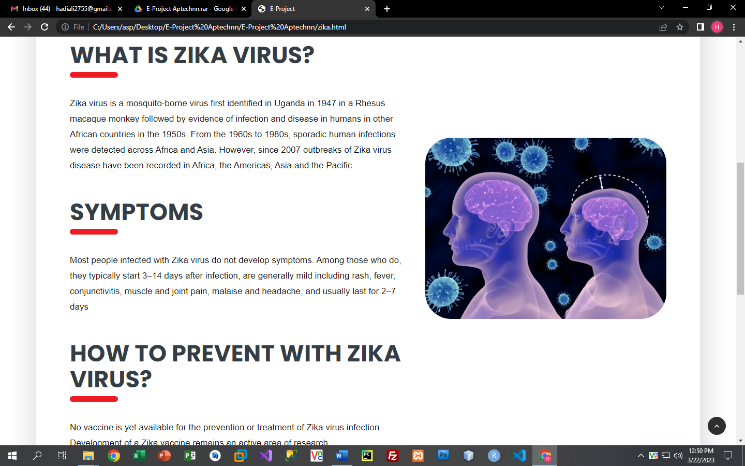 Inbox (44) - hadiali2755@gmail.c
E-Project Aptechnn.rar - Google
E-Project
File
C:/Users/asp/Desktop/E-Project%20Aptechnn/E-Project%20Aptechnn/zika.html
H
WHAT IS ZIKA VIRUS?
Zika virus is a mosquito-borne virus first identified in Uganda in 1947 in a Rhesus
macaque monkey followed by evidence of infection and disease in humans in other
African countries in the 1950s. From the 1960s to 1980s, sporadic human infections
were detected across Africa and Asia. However, since 2007 outbreaks of Zika virus
disease have been recorded in Africa, the Americas, Asia and the Pacific.
SYMPTOMS
Most people infected with Zika virus do not develop symptoms. Among those who do,
they typically start 3–14 days after infection, are generally mild including rash, fever,
conjunctivitis, muscle and joint pain, malaise and headache, and usually last for 2–7
days
HOW TO PREVENT WITH ZIKA
VIRUS?
No vaccine is yet available for the prevention or treatment of Zika virus infection
Development of a Zika vaccine remains an active area of research
12:50 PM
3/22/2023